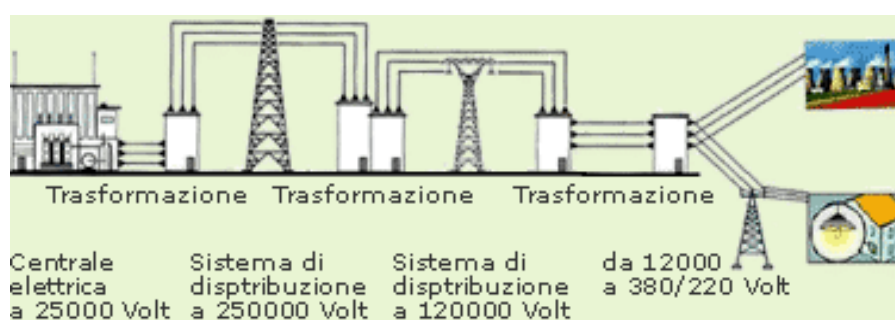 Trasformazione Trasformazione Trasformazione
Centrale
elettrica
a 25000 Volt
Sistema di
disptribuzione
a 250000 Volt
Sistema di
disptribuzione
a 120000 Volt
da 12000
a 380/220 Volt